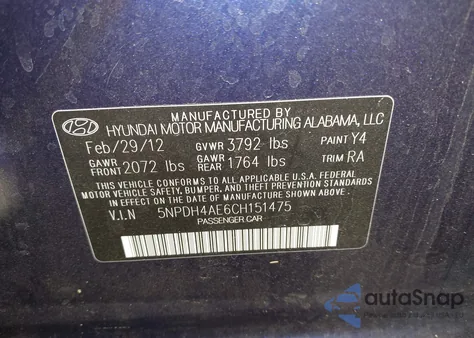 MANUFACTURED BY
HYUNDAI MOTOR MANUFACTURING ALABAMA, LLC
Feb/29/12 GVWR 3792 lbs PAINT Y4
GAWR FRONT 2072 lbs GAWR REAR 1764 lbs TRIM RA
THIS VEHICLE CONFORMS TO ALL APPLICABLE U.S.A. FEDERAL
MOTOR VEHICLE SAFETY, BUMPER, AND THEFT PREVENTION STANDARDS
IN EFFECT ON THE DATE OF MANUFACTURE SHOWN ABOVE.
V.I.N 5NPDH4AE6CH151475
PASSENGER CAR
autoSnap